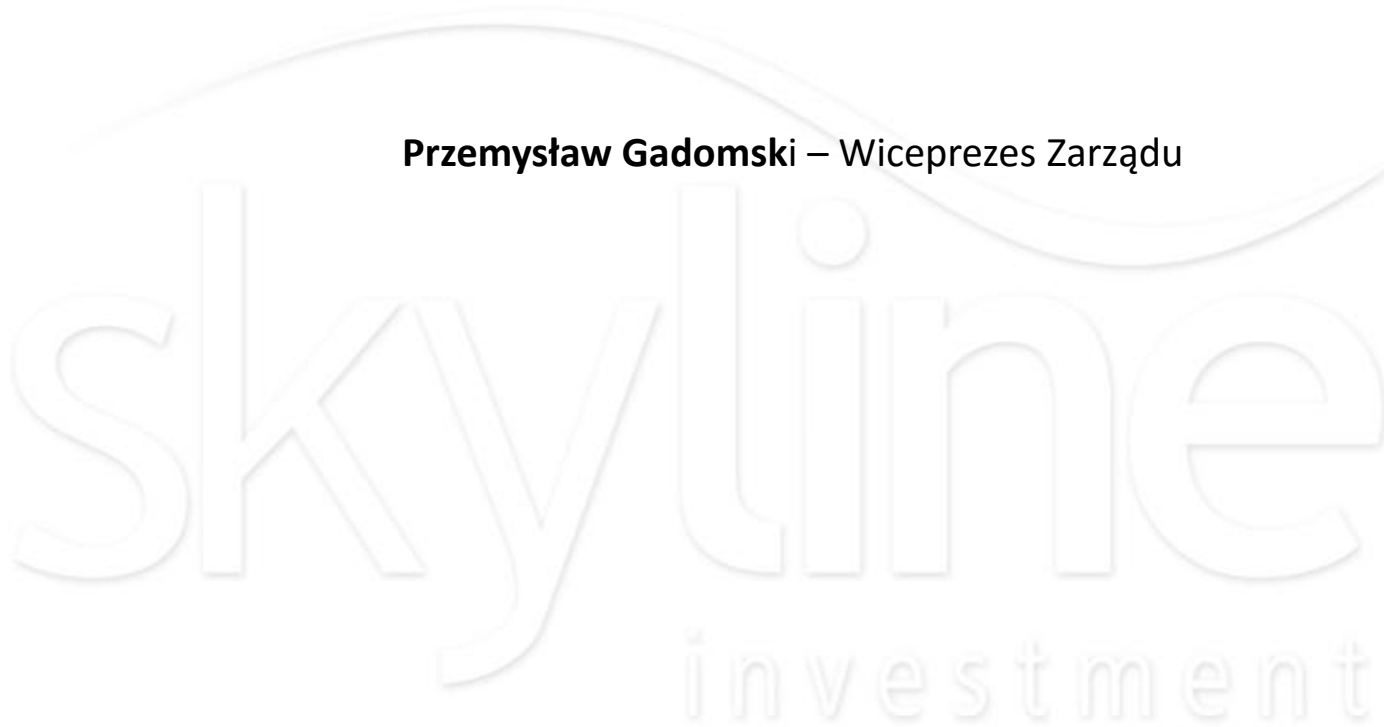 Przemysław Gadomski – Wiceprezes Zarządu
skyline
investment